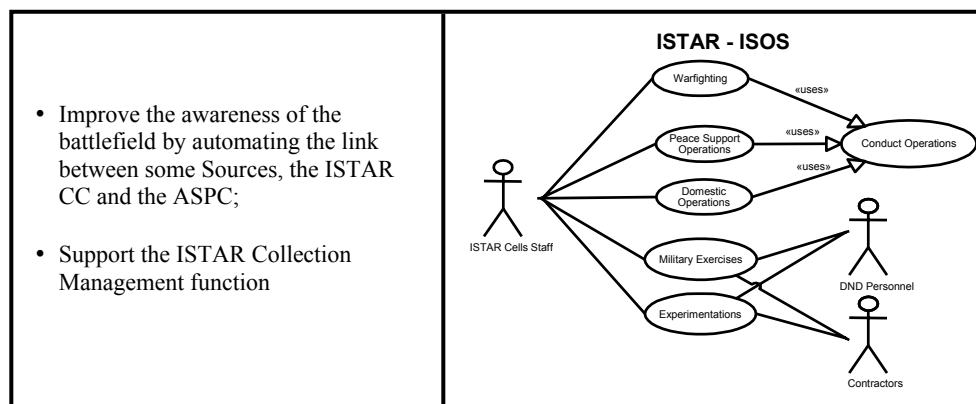 • Improve the awareness of the
battlefield by automating the link
between some Sources, the ISTAR
CC and the ASPC;
• Support the ISTAR Collection
Management function
ISTAR - ISOS
Warfighting
«uses»
Peace Support
Operations
«uses»
Conduct Operations
«uses»
Domestic
Operations
ISTAR Cells Staff
Military Exercises
DND Personnel
Experimentations
Contractors